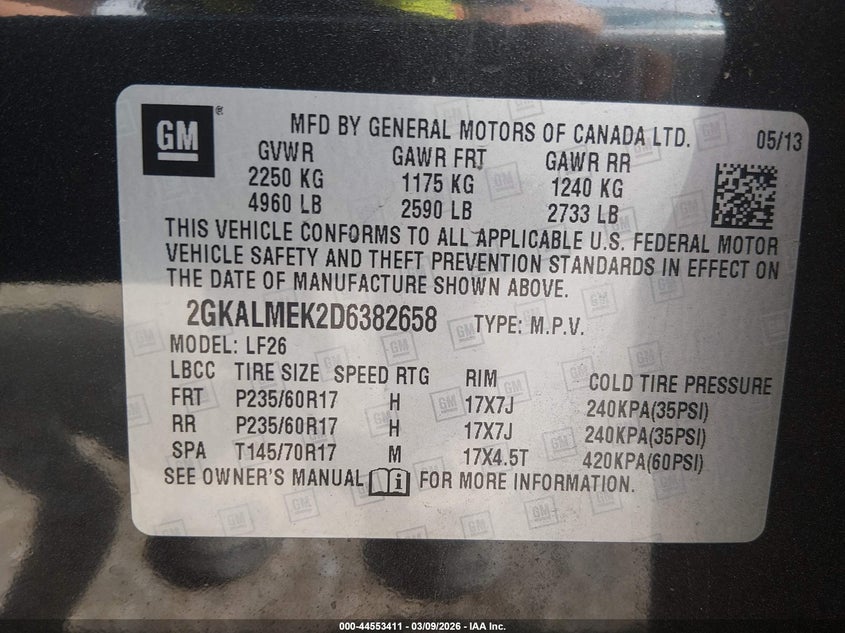 GM ®
MFD BY GENERAL MOTORS OF CANADA LTD. 05/13
GVWR GAWR FRT GAWR RR
2250 KG 1175 KG 1240 KG
4960 LB 2590 LB 2733 LB
THIS VEHICLE CONFORMS TO ALL APPLICABLE U.S. FEDERAL MOTOR
VEHICLE SAFETY AND THEFT PREVENTION STANDARDS IN EFFECT ON
THE DATE OF MANUFACTURE SHOWN ABOVE.
2GKALMEK2D6382658 TYPE: M.P.V.
MODEL: LF26
LBCC TIRE SIZE SPEED RTG RIM COLD TIRE PRESSURE
FRT P235/60R17 H 17X7J 240KPA(35PSI)
RR P235/60R17 H 17X7J 240KPA(35PSI)
SPA T145/70R17 M 17X4.5T 420KPA(60PSI)
SEE OWNER'S MANUAL FOR MORE INFORMATION.
000-44553411 - 03/09/2026 - IAA Inc.